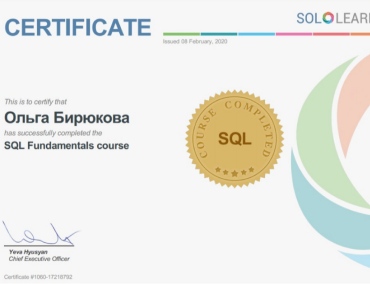 CERTIFICATE
SOLOLEARN
Issued 08 February, 2020
This is to certify that
Ольга Бирюкова
has successfully completed the
SQL Fundamentals course
COURSE COMPLETED
SQL
Yeva Hyusyan
Chief Executive Officer
Certificate #1060-17218792